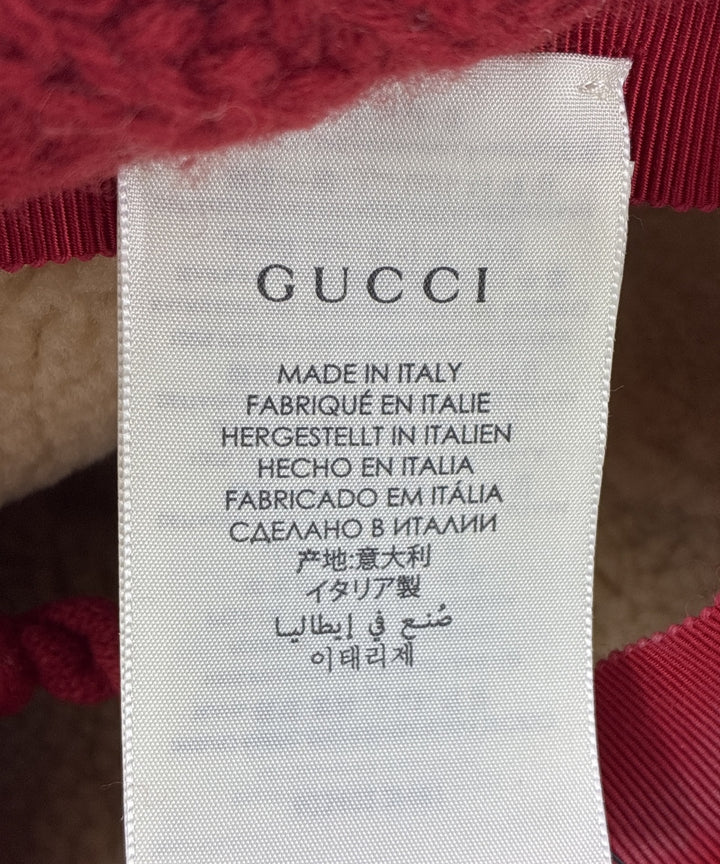 GUCCI
MADE IN ITALY
FABRIQUÉ EN ITALIE
HERGESTELLT IN ITALIEN
HECHO EN ITALIA
FABRICADO EM ITÁLIA
СДЕЛАНО В ИТАЛИИ
产地:意大利
イタリア製
صُنع في إيطاليا
이태리제